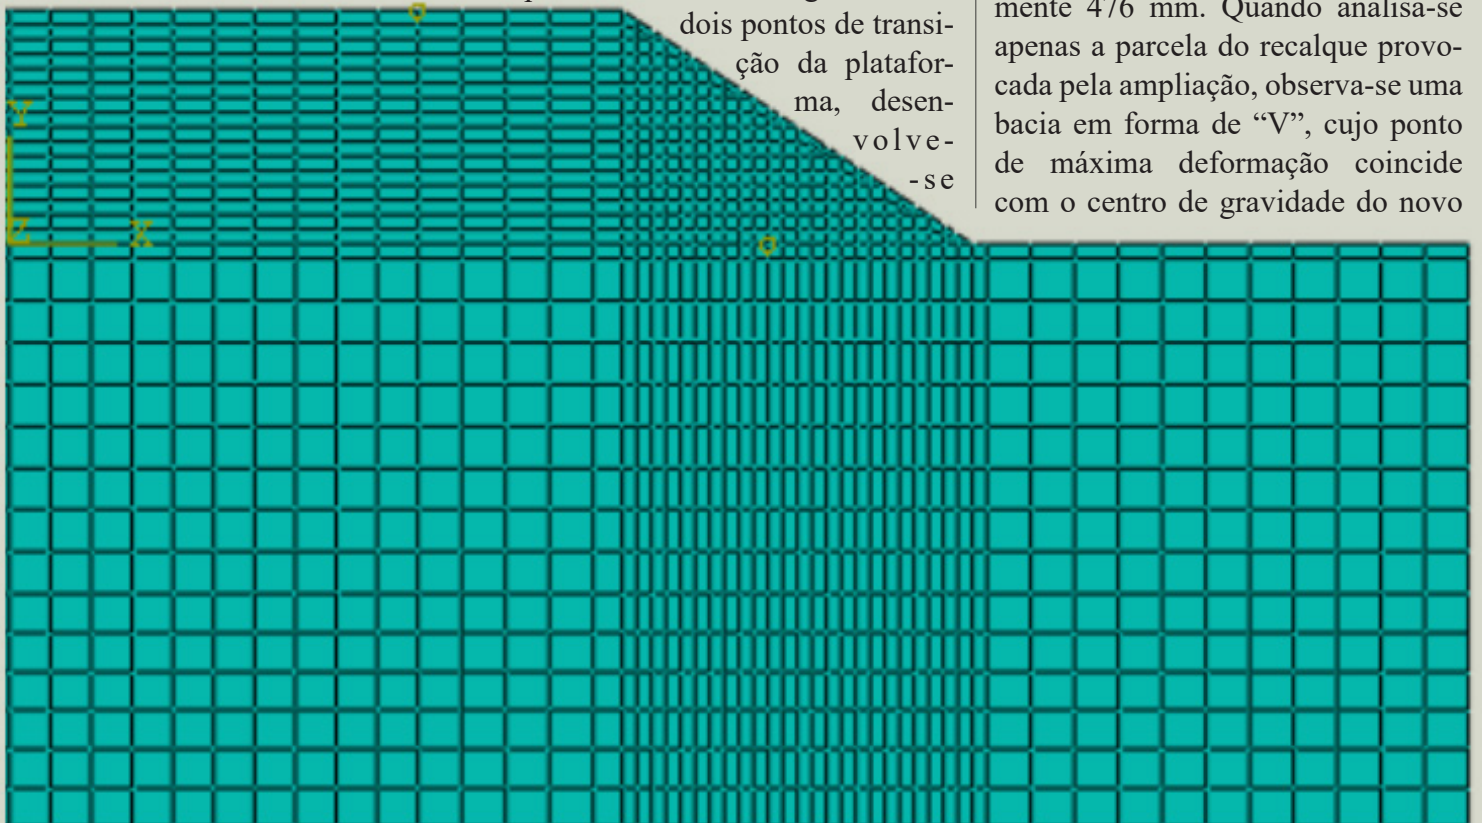 dois pontos de transi-
ção da platafor-
ma, desen-
volve-
-se
mente 476 mm. Quando analisa-se
apenas a parcela do recalque provo-
cada pela ampliação, observa-se uma
bacia em forma de “V”, cujo ponto
de máxima deformação coincide
com o centro de gravidade do novo
Y
Z X